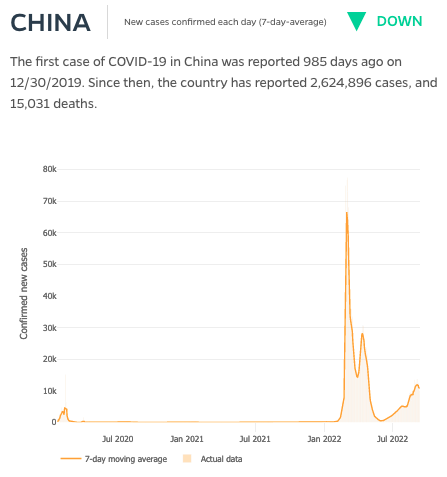 CHINA
New cases confirmed each day (7-day-average)
DOWN
The first case of COVID-19 in China was reported 985 days ago on
12/30/2019. Since then, the country has reported 2,624,896 cases, and
15,031 deaths.
80k
70k
60k
50k
40k
30k
20k
10k
0
Confirmed new cases
Jul 2020
Jan 2021
Jul 2021
Jan 2022
Jul 2022
7-day moving average
Actual data